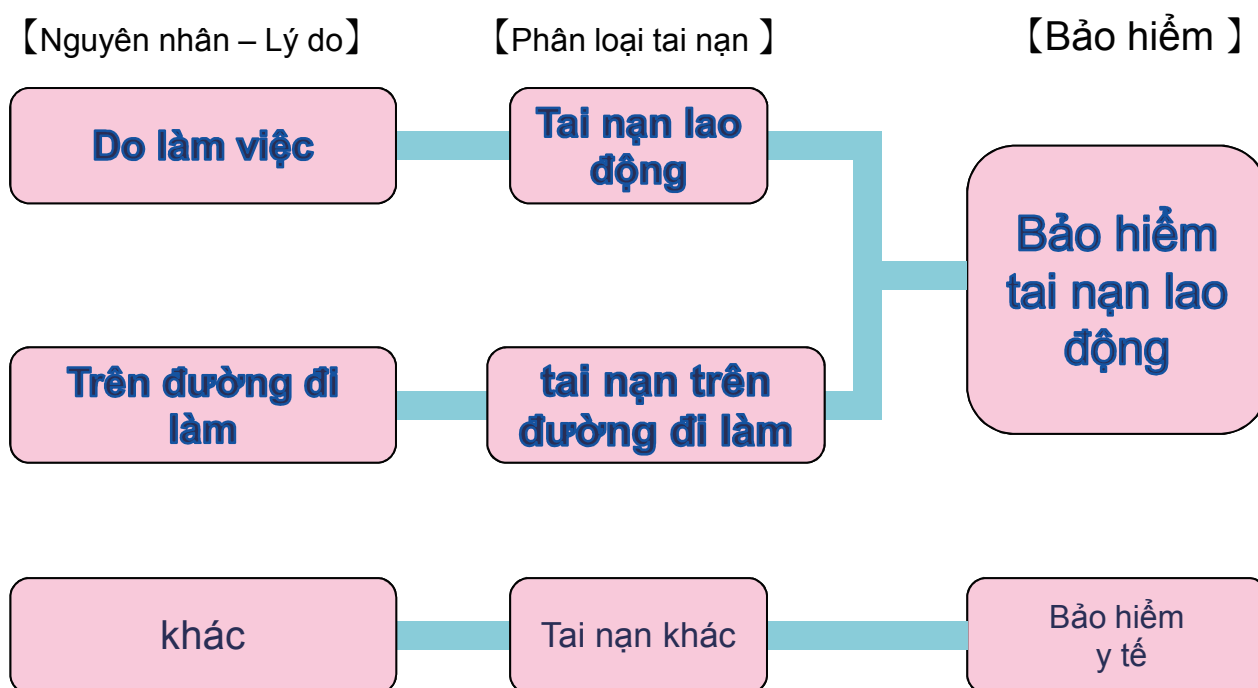 【Nguyên nhân – Lý do】
【Phân loại tai nạn 】
【Bảo hiểm 】
Do làm việc
Tai nạn lao
động
Bảo hiểm
tai nạn lao
động
Trên đường đi
làm
tai nạn trên
đường đi làm
khác
Tai nạn khác
Bảo hiểm
y tế